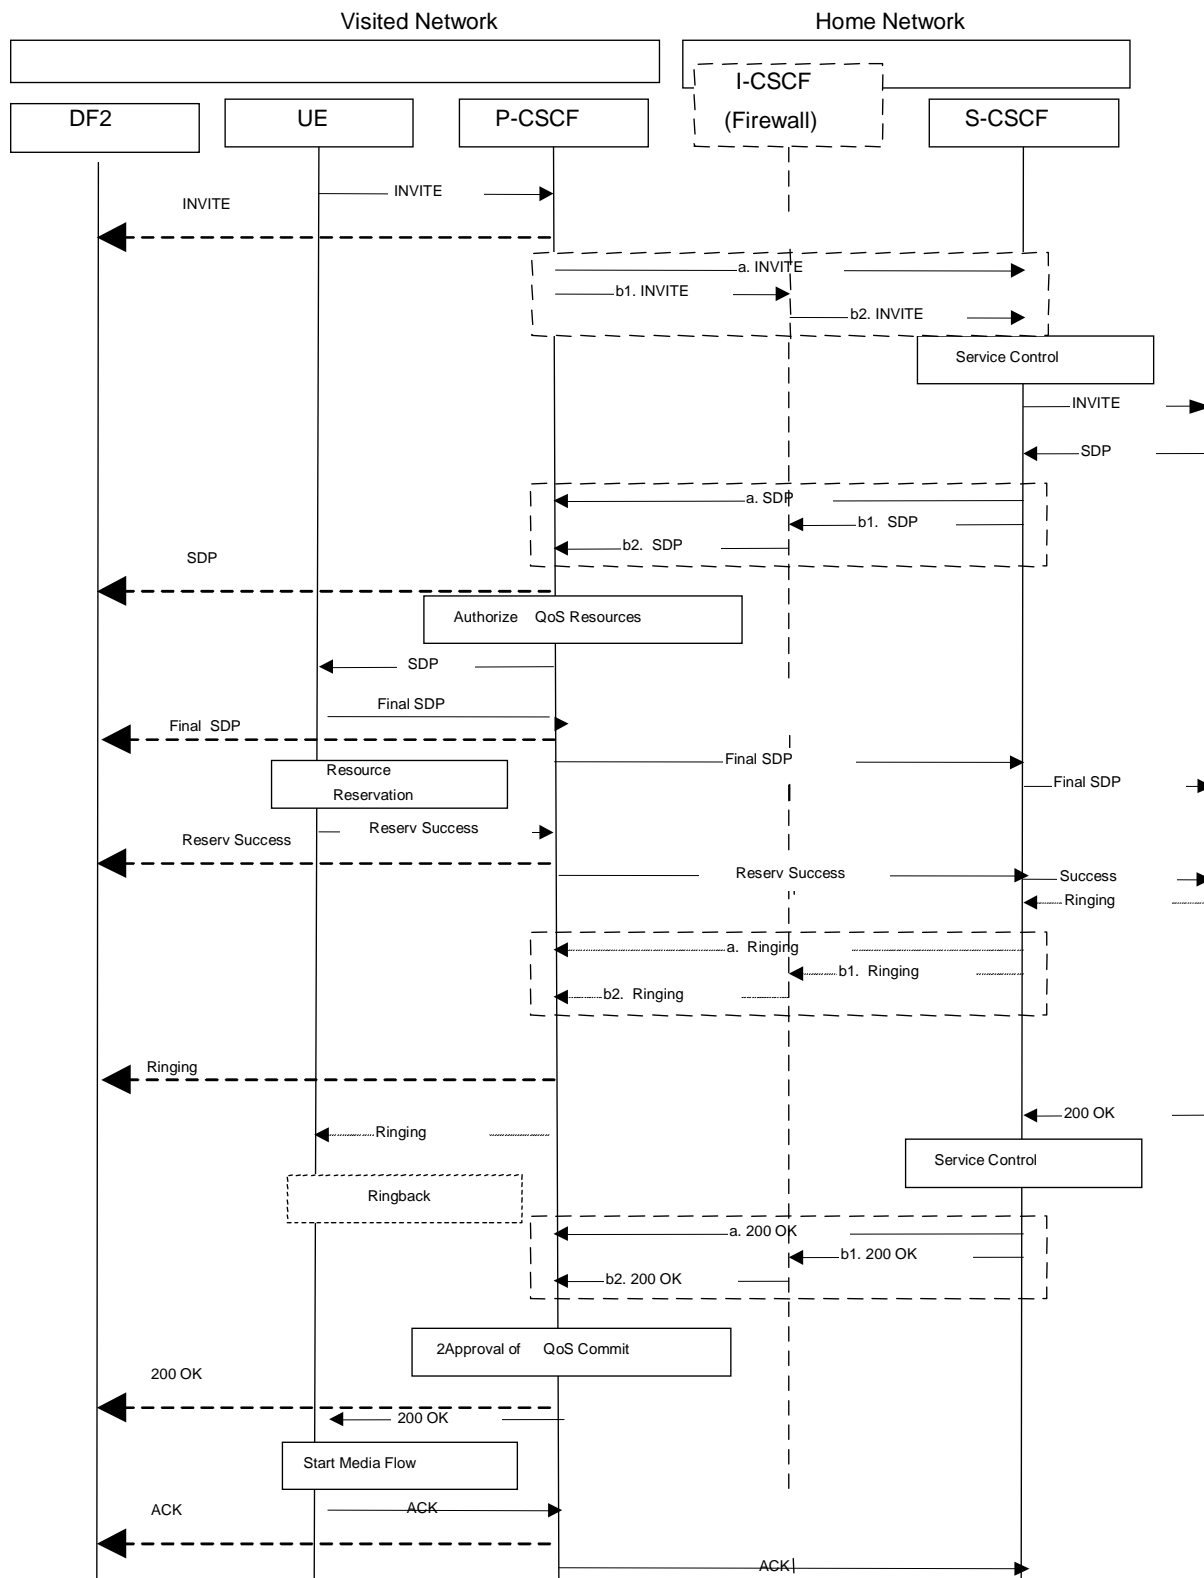 Visited Network
Home Network
I-CSCF
(Firewall)
DF2
UE
P-CSCF
S-CSCF
INVITE
INVITE
a. INVITE
b1. INVITE
b2. INVITE
Service Control
INVITE
SDP
a. SDP
b1. SDP
b2. SDP
SDP
Authorize QoS Resources
SDP
Final SDP
Final SDP
Final SDP
Resource
Reservation
Final SDP
Reserv Success
Reserv Success
Reserv Success
Success
Ringing
a. Ringing
b1. Ringing
b2. Ringing
Ringing
200 OK
Ringing
Service Control
Ringback
a. 200 OK
b1. 200 OK
b2. 200 OK
2Approval of QoS Commit
200 OK
200 OK
Start Media Flow
ACK
ACK
ACK